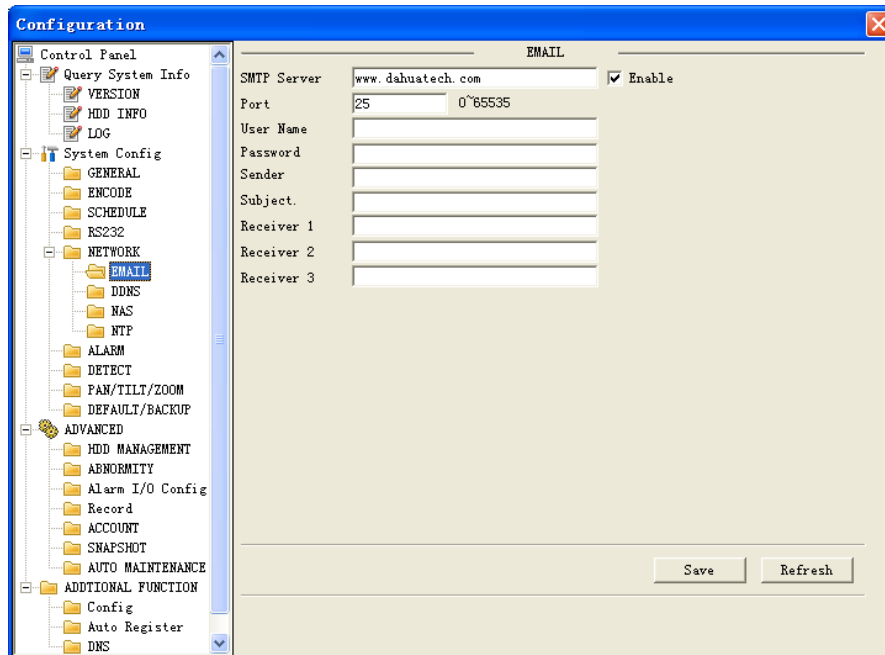 Configuration
Control Panel
Query System Info
VERSION
HDD INFO
LOG
System Config
GENERAL
ENCODE
SCHEDULE
RS232
NETWORK
EMAIL
DDNS
NAS
NTP
ALARM
DETECT
PAN/TILT/ZOOM
DEFAULT/BACKUP
ADVANCED
HDD MANAGEMENT
ABNORMITY
Alarm I/O Config
Record
ACCOUNT
SNAPSHOT
AUTO MAINTENANCE
ADDTIONAL FUNCTION
Config
Auto Register
DNS
EMAIL
SMTP Server www.dahuatech.com Enable
Port 25 0~65535
User Name
Password
Sender
Subject.
Receiver 1
Receiver 2
Receiver 3
Save Refresh